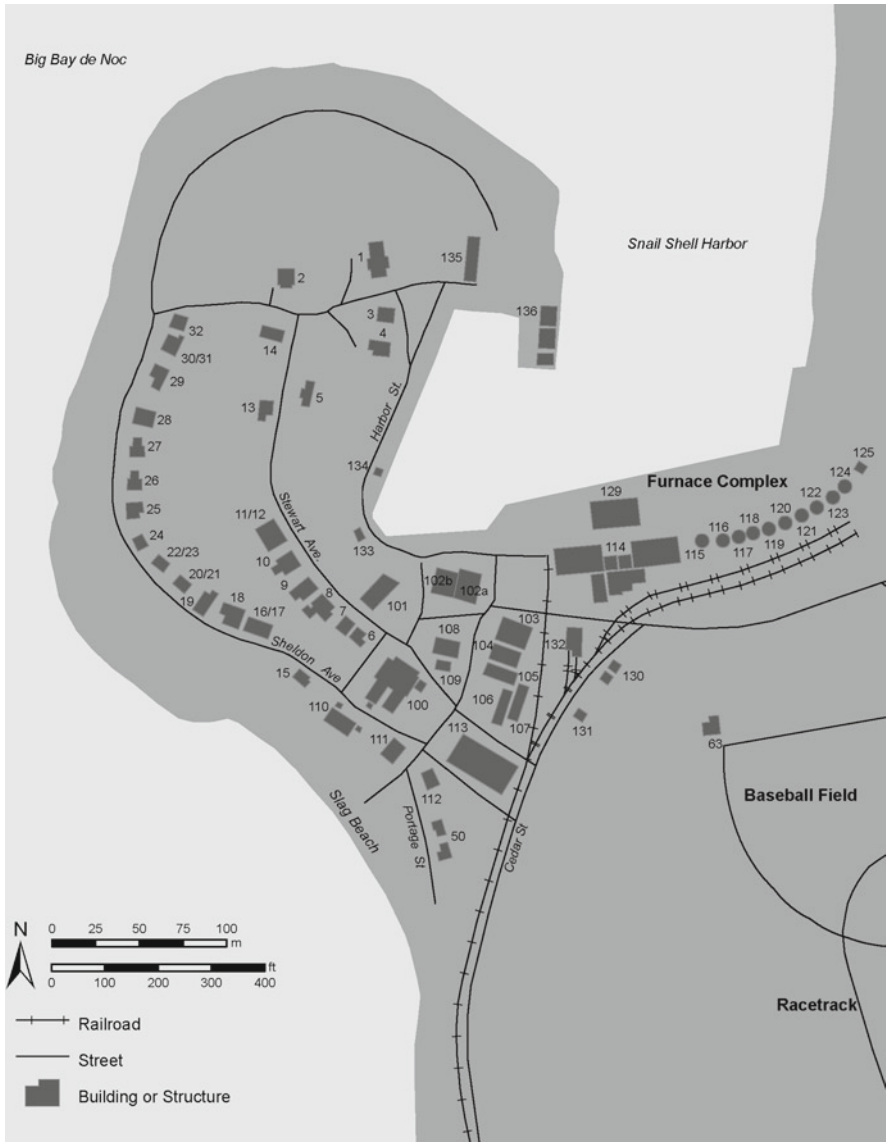 Big Bay de Noc
Snail Shell Harbor
1
135
2
136
3
32
14
4
30/31
29
5
13
28
Harbor St.
27
134
125
26
Furnace Complex
124
129
122
25
Stewart Ave.
120
118
11/12
116
123
24
133
114
121
115
119
117
22/23
10
102b
102a
20/21
9
8
101
103
19
18
7
108
104
132
16/17
6
Sheldon Ave
109
105
130
15
100
106
107
131
110
113
63
111
Baseball Field
112
Slag Beach
Portage St
50
Cedar St
N
0 25 50 75 100
m
ft
0 100 200 300 400
Racetrack
Railroad
Street
Building or Structure